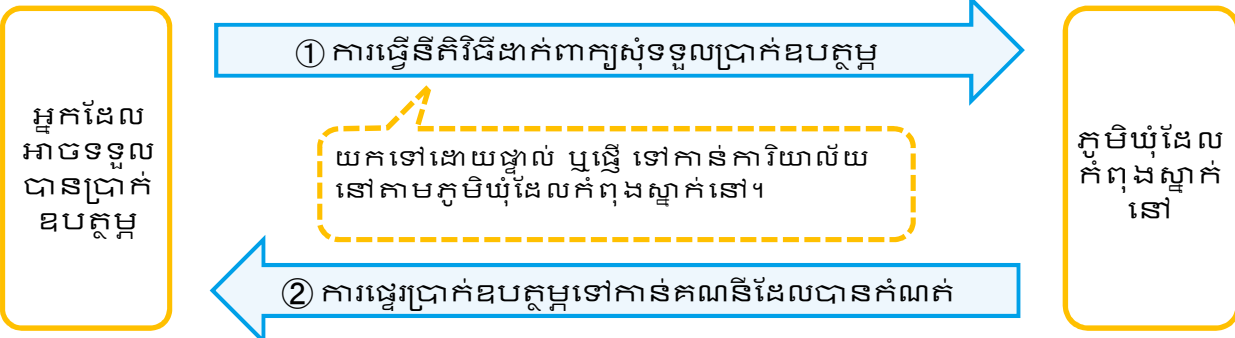 ① ការធ្វើនីតិវិធីដាក់ពាក្យសុំទទួលប្រាក់ឧបត្ថម្ភ
អ្នកដែល
អាចទទួល
បានប្រាក់
ឧបត្ថម្ភ
យកទៅដោយផ្ទាល់ ឬផ្ញើ ទៅកាន់ការិយាល័យ
នៅតាមភូមិឃុំដែលកំពុងស្នាក់នៅ។
ភូមិឃុំដែល
កំពុងស្នាក់
នៅ
② ការផ្ទេរប្រាក់ឧបត្ថម្ភទៅកាន់គណនីដែលបានកំណត់